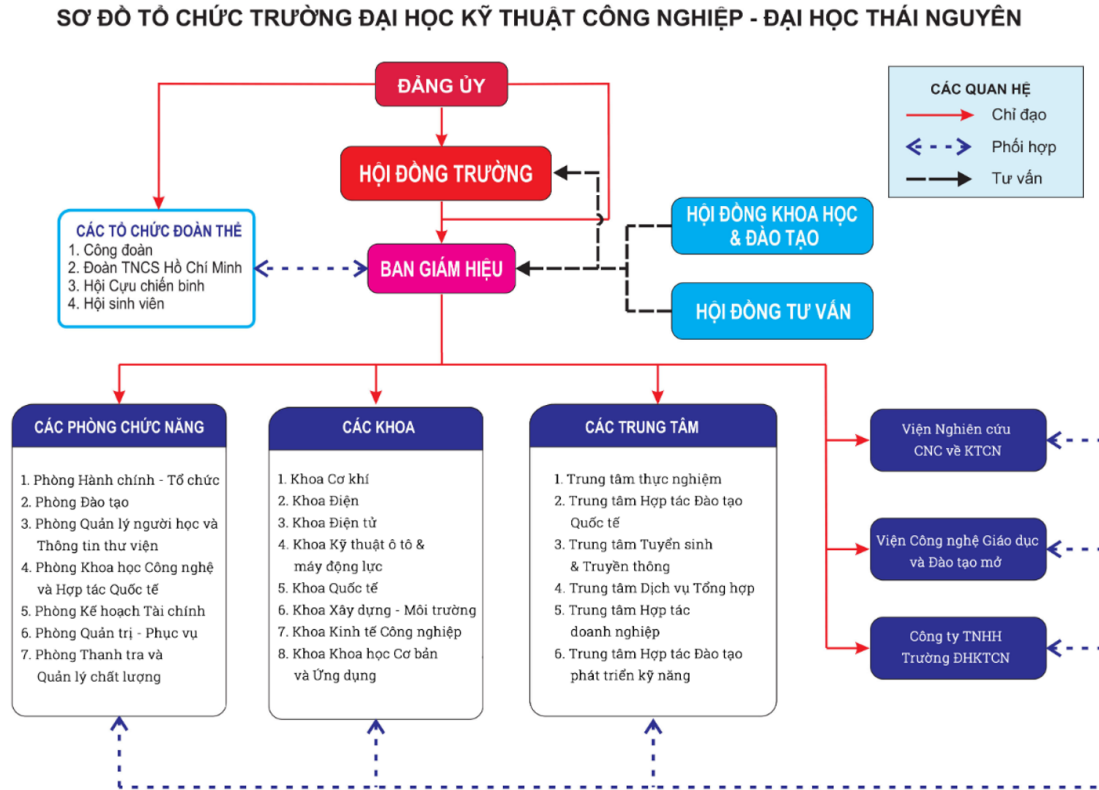 SƠ ĐỒ TỔ CHỨC TRƯỜNG ĐẠI HỌC KỸ THUẬT CÔNG NGHIỆP - ĐẠI HỌC THÁI NGUYÊN
ĐẢNG ỦY
CÁC QUAN HỆ
Chỉ đạo
Phối hợp
Tư vấn
HỘI ĐỒNG TRƯỜNG
HỘI ĐỒNG KHOA HỌC
& ĐÀO TẠO
CÁC TỔ CHỨC ĐOÀN THỂ
1. Công đoàn
2. Đoàn TNCS Hồ Chí Minh
3. Hội Cựu chiến binh
4. Hội sinh viên
BAN GIÁM HIỆU
HỘI ĐỒNG TƯ VẤN
CÁC PHÒNG CHỨC NĂNG
1. Phòng Hành chính - Tổ chức
2. Phòng Đào tạo
3. Phòng Quản lý người học và
Thông tin thư viện
4. Phòng Khoa học Công nghệ
và Hợp tác Quốc tế
5. Phòng Kế hoạch Tài chính
6. Phòng Quản trị - Phục vụ
7. Phòng Thanh tra và
Quản lý chất lượng
CÁC KHOA
1. Khoa Cơ khí
2. Khoa Điện
3. Khoa Điện tử
4. Khoa Kỹ thuật ô tô &
máy động lực
5. Khoa Quốc tế
6. Khoa Xây dựng - Môi trường
7. Khoa Kinh tế Công nghiệp
8. Khoa Khoa học Cơ bản
và Ứng dụng
CÁC TRUNG TÂM
1. Trung tâm thực nghiệm
2. Trung tâm Hợp tác Đào tạo
Quốc tế
3. Trung tâm Tuyển sinh
& Truyền thông
4. Trung tâm Dịch vụ Tổng hợp
5. Trung tâm Hợp tác
doanh nghiệp
6. Trung tâm Hợp tác Đào tạo
phát triển kỹ năng
Viện Nghiên cứu
CNC về KTCN
Viện Công nghệ Giáo dục
và Đào tạo mở
Công ty TNHH
Trường ĐHKTCN